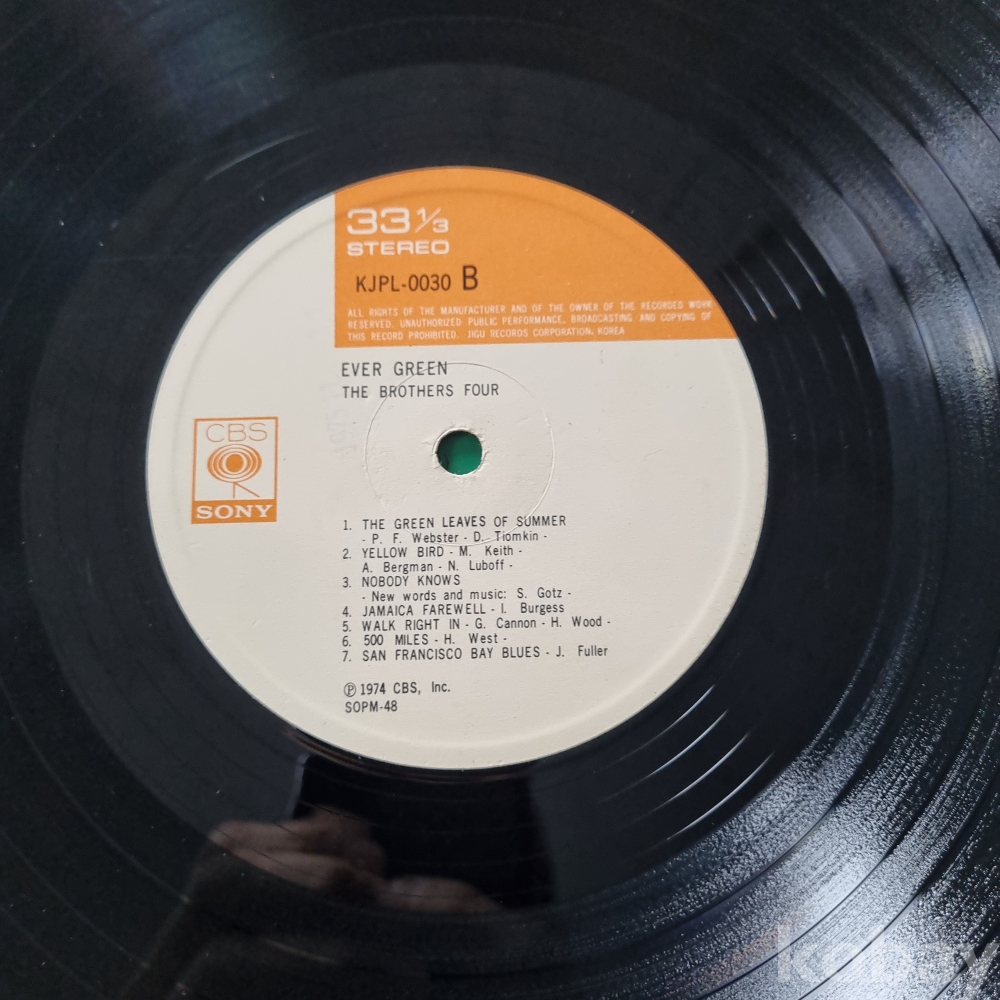 33 1/3
STEREO
KJPL-0030 B
ALL RIGHTS OF THE MANUFACTURER AND OF THE OWNER OF THE RECORDED WORK
RESERVED. UNAUTHORIZED PUBLIC PERFORMANCE, BROADCASTING AND COPYING OF
THIS RECORD PROHIBITED. JIGU RECORDS CORPORATION. KOREA
EVER GREEN
THE BROTHERS FOUR
CBS
SONY
1. THE GREEN LEAVES OF SUMMER
- P. F. Webster - D. Tiomkin -
2. YELLOW BIRD - M. Keith -
A. Bergman - N. Luboff -
3. NOBODY KNOWS
- New words and music: S. Gotz -
4. JAMAICA FAREWELL - I. Burgess
5. WALK RIGHT IN - G. Cannon - H. Wood -
6. 500 MILES - H. West -
7. SAN FRANCISCO BAY BLUES - J. Fuller
℗ 1974 CBS, Inc.
SOPM-48